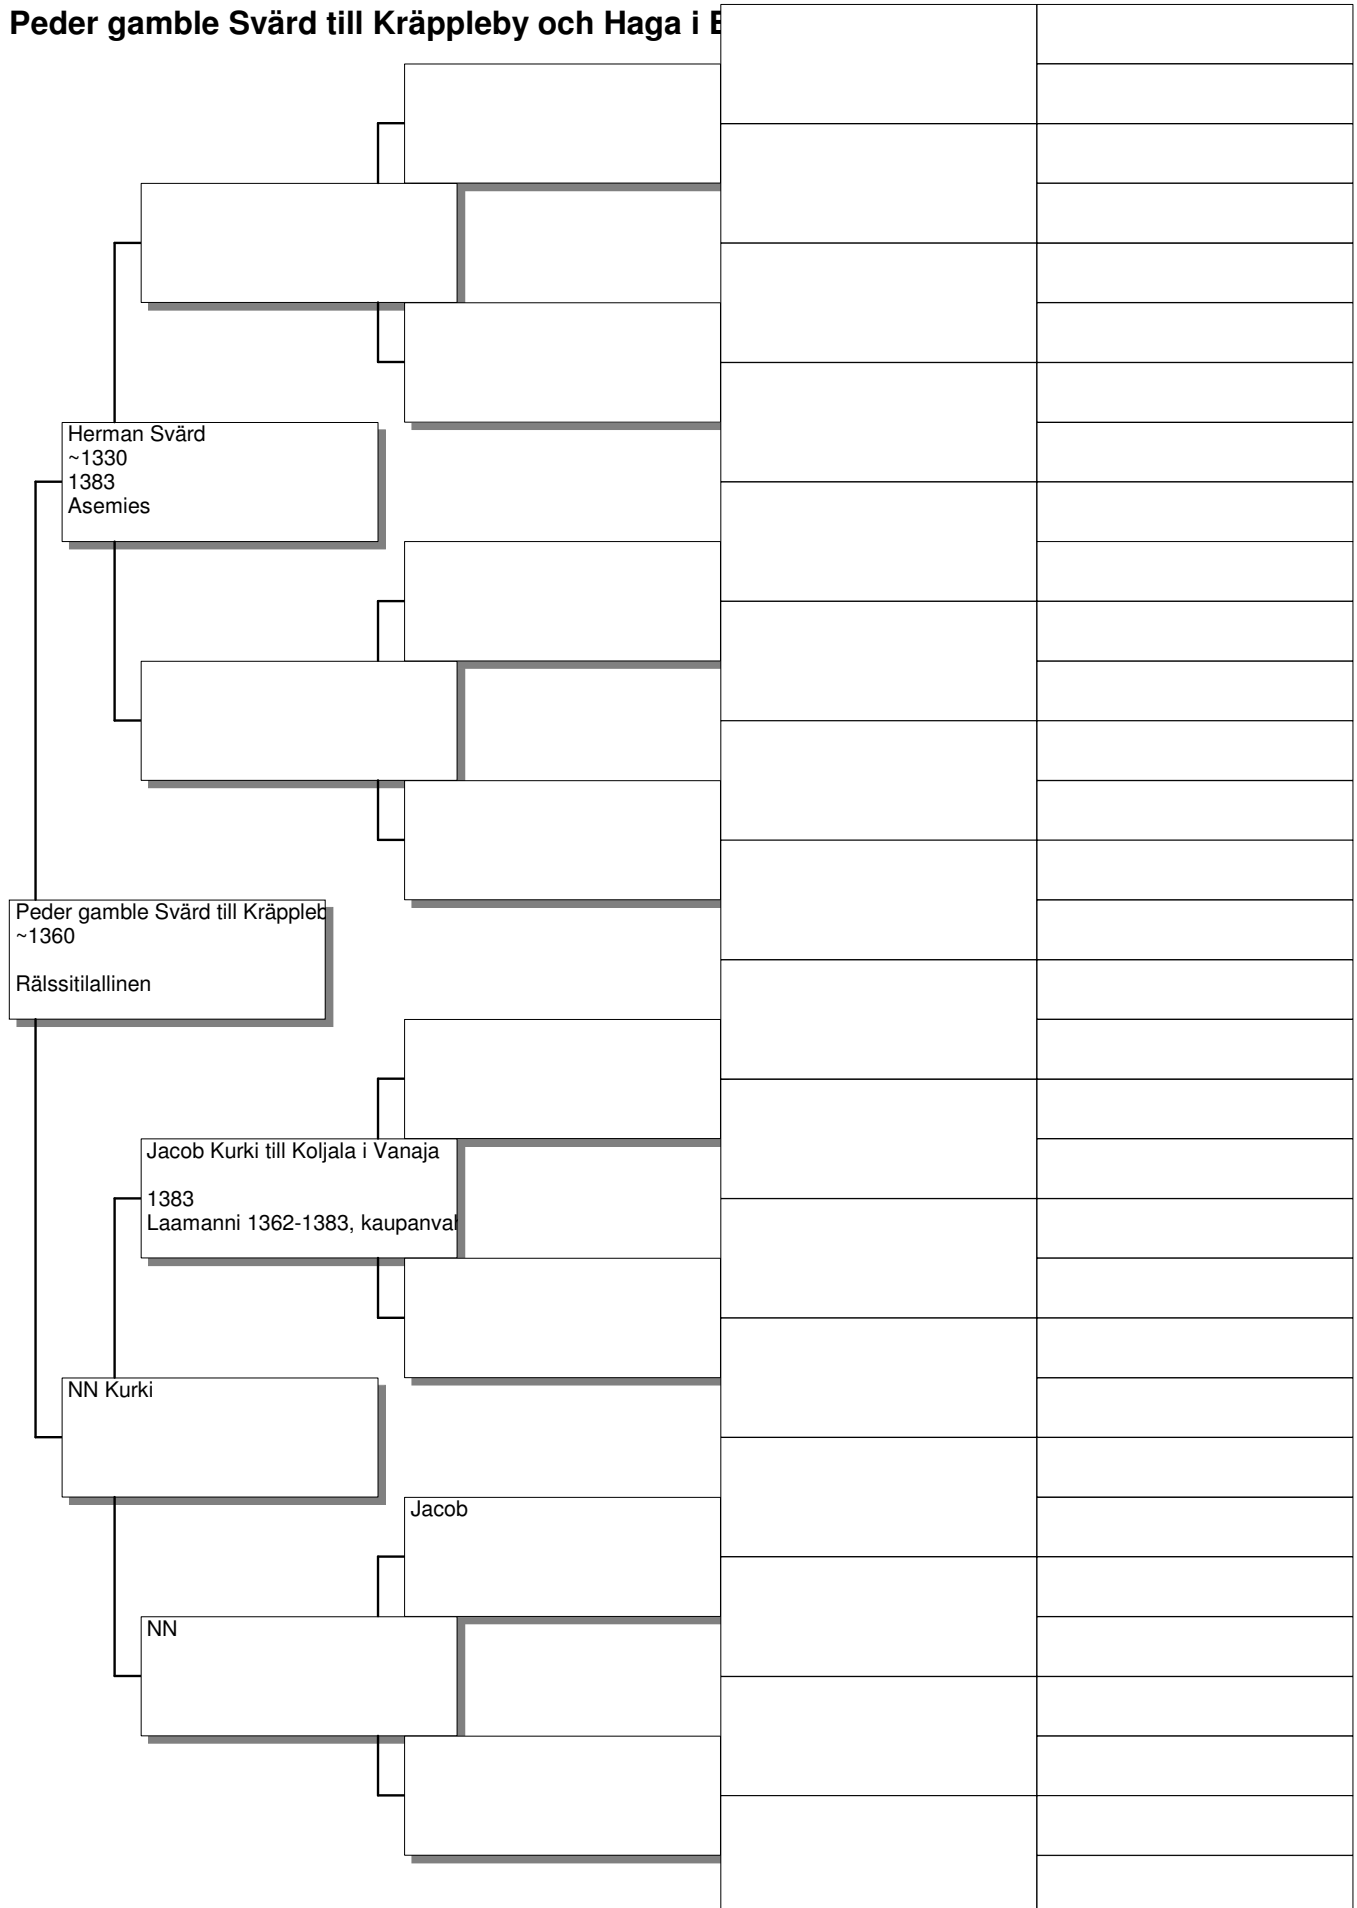 Peder gamble Svärd till Kräppleby och Haga i
Herman Svärd
~1330
1383
Asemies
Peder gamble Svärd till Kräppleb
~1360
Rälssitilallinen
Jacob Kurki till Koljala i Vanaja
1383
Laamanni 1362-1383,
NN Kurki
Jacob
NN